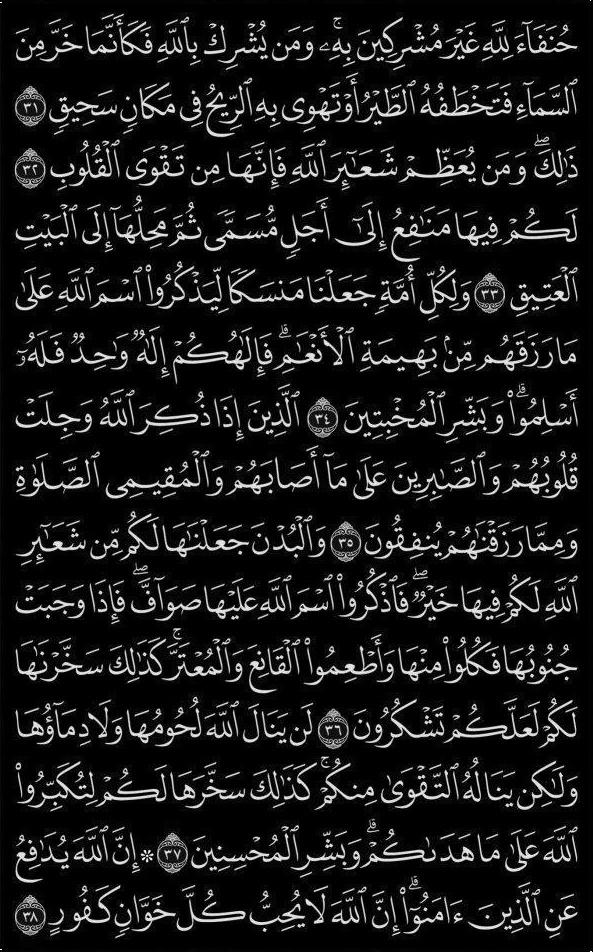 حُنَفَآءَ لِلَّهِ غَيْرَ مُشْرِكِينَ بِهِۦۚ وَمَن يُشْرِكْ بِٱللَّهِ فَكَأَنَّمَا خَرَّ مِنَ
ٱلسَّمَآءِ فَتَخْطَفُهُ ٱلطَّيْرُ أَوْ تَهْوِى بِهِ ٱلرِّيحُ فِى مَكَانٍ سَحِيقٍ ٣١
ذَٰلِكَۖ وَمَن يُعَظِّمْ شَعَٰٓئِرَ ٱللَّهِ فَإِنَّهَا مِن تَقْوَى ٱلْقُلُوبِ ٣٢
لَكُمْ فِيهَا مَنَٰفِعُ إِلَىٰٓ أَجَلٍ مُّسَمًّى ثُمَّ مَحِلُّهَآ إِلَى ٱلْبَيْتِ
ٱلْعَتِيقِ ٣٣ وَلِكُلِّ أُمَّةٍ جَعَلْنَا مَنسَكًا لِّيَذْكُرُوا۟ ٱسْمَ ٱللَّهِ عَلَىٰ
مَا رَزَقَهُم مِّنۢ بَهِيمَةِ ٱلْأَنْعَٰمِۗ فَإِلَٰهُكُمْ إِلَٰهٌ وَٰحِدٌ فَلَهُۥٓ
أَسْلِمُوا۟ۗ وَبَشِّرِ ٱلْمُخْبِتِينَ ٣٤ ٱلَّذِينَ إِذَا ذُكِرَ ٱللَّهُ وَجِلَتْ
قُلُوبُهُمْ وَٱلصَّٰبِرِينَ عَلَىٰ مَآ أَصَابَهُمْ وَٱلْمُقِيمِى ٱلصَّلَوٰةِ
وَمِمَّا رَزَقْنَٰهُمْ يُنفِقُونَ ٣٥ وَٱلْبُدْنَ جَعَلْنَٰهَا لَكُم مِّن شَعَٰٓئِرِ
ٱللَّهِ لَكُمْ فِيهَا خَيْرٌۖ فَٱذْكُرُوا۟ ٱسْمَ ٱللَّهِ عَلَيْهَا صَوَآفَّۖ فَإِذَا وَجَبَتْ
جُنُوبُهَا فَكُلُوا۟ مِنْهَا وَأَطْعِمُوا۟ ٱلْقَانِعَ وَٱلْمُعْتَرَّۚ كَذَٰلِكَ سَخَّرْنَٰهَا
لَكُمْ لَعَلَّكُمْ تَشْكُرُونَ ٣٦ لَن يَنَالَ ٱللَّهَ لُحُومُهَا وَلَا دِمَآؤُهَا
وَلَٰكِن يَنَالُهُ ٱلتَّقْوَىٰ مِنكُمْۚ كَذَٰلِكَ سَخَّرَهَا لَكُمْ لِتُكَبِّرُوا۟
ٱللَّهَ عَلَىٰ مَا هَدَىٰكُمْۗ وَبَشِّرِ ٱلْمُحْسِنِينَ ٣٧ * إِنَّ ٱللَّهَ يُدَٰفِعُ
عَنِ ٱلَّذِينَ ءَامَنُوٓا۟ۗ إِنَّ ٱللَّهَ لَا يُحِبُّ كُلَّ خَوَّانٍ كَفُورٍ ٣٨